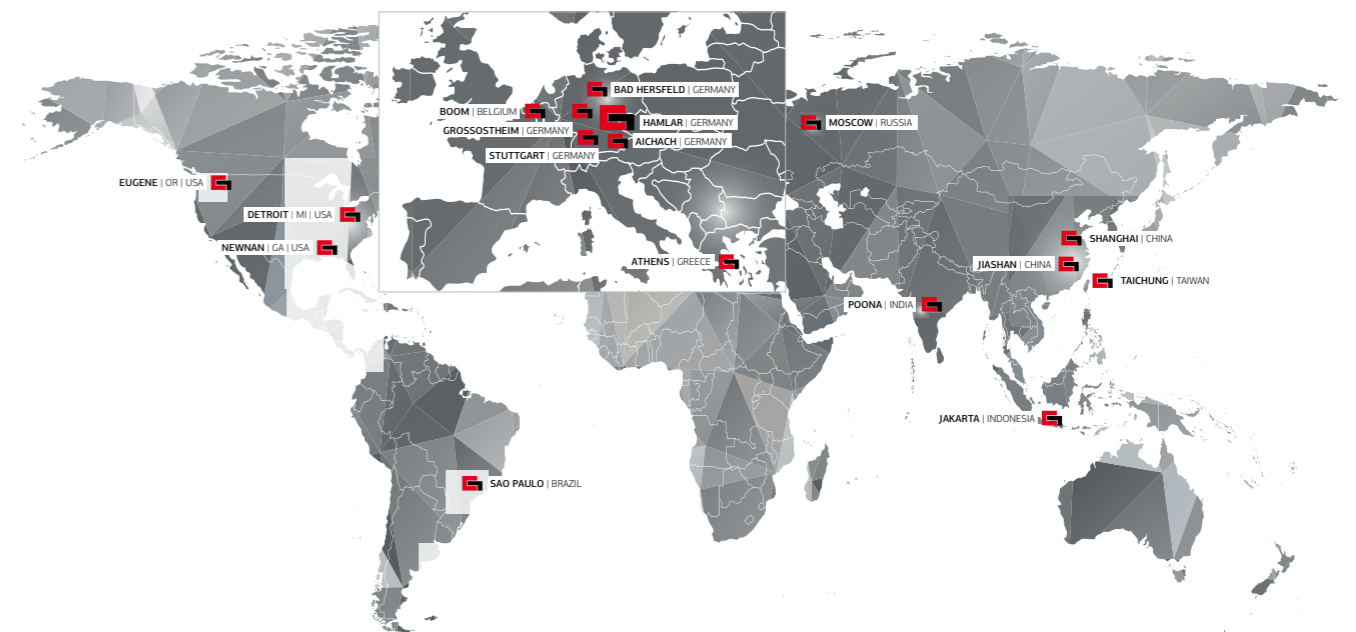 BAD HERSFELD | GERMANY
BOOM | BELGIUM
HAMLAR | GERMANY
MOSCOW | RUSSIA
GROSSOSTHEIM | GERMANY
AICHACH | GERMANY
STUTTGART | GERMANY
EUGENE | OR | USA
DETROIT | MI | USA
NEWNAN | GA | USA
ATHENS | GREECE
SHANGHAI | CHINA
JIASHAN | CHINA
TAICHUNG | TAIWAN
POONA | INDIA
JAKARTA | INDONESIA
SAO PAULO | BRAZIL